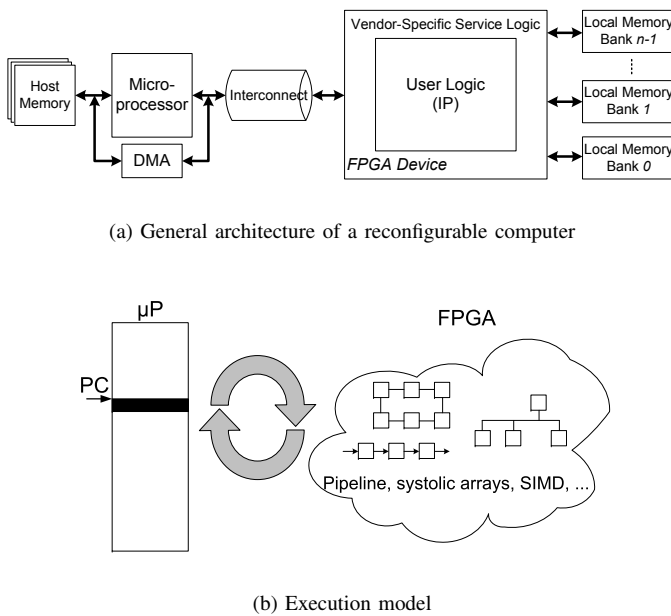 Host
Memory
Micro-
processor
DMA
Interconnect
Vendor-Specific Service Logic
User Logic
(IP)
FPGA Device
Local Memory
Bank n-1
Local Memory
Bank 1
Local Memory
Bank 0
(a) General architecture of a reconfigurable computer
μP
PC
FPGA
Pipeline, systolic arrays, SIMD, ...
(b) Execution model